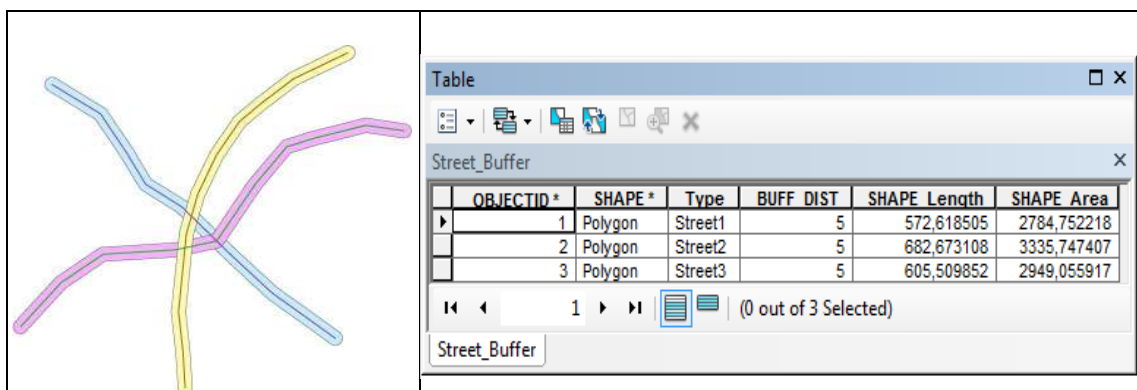 Table
Street_Buffer
OBJECTID * SHAPE * Type BUFF_DIST SHAPE_Length SHAPE_Area
1 Polygon Street1 5 572,618505 2784,752218
2 Polygon Street2 5 682,673108 3335,747407
3 Polygon Street3 5 605,509852 2949,055917
1 (0 out of 3 Selected)
Street_Buffer